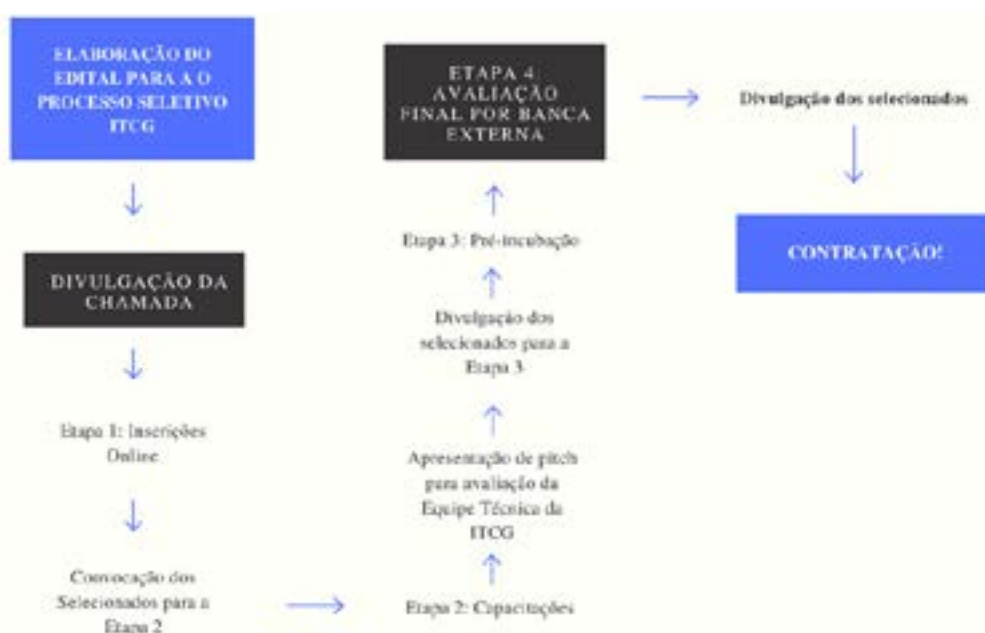 ELABORAÇÃO DO
EDITAL PARA A O
PROCESSO SELETIVO
ITCG
DIVULGAÇÃO DA
CHAMADA
Etapa 1: Inscrições
Online
Convocação dos
Selecionados para a
Etapa 2
Etapa 2: Capacitações
Apresentação de pitch
para avaliação da
Equipe Técnica da
ITCG
Divulgação dos
selecionados para a
Etapa 3
Etapa 3: Pré-incubação
ETAPA 4:
AVALIAÇÃO
FINAL POR BANCA
EXTERNA
Divulgação dos selecionados
CONTRATAÇÃO!